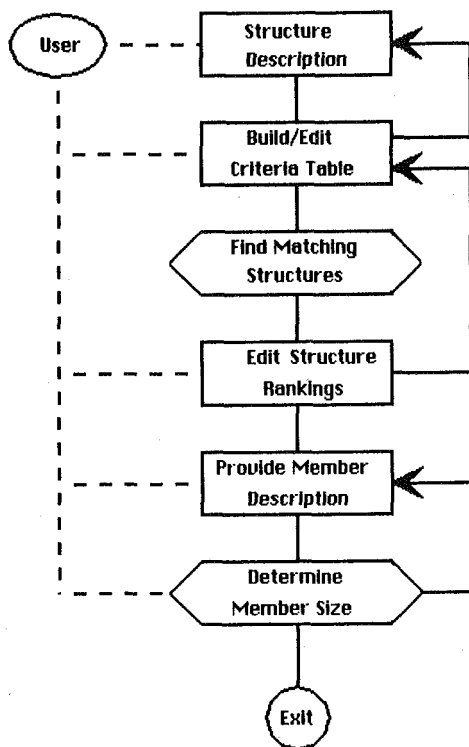 User
Structure
Description
Build/Edit
Criteria Table
Find Matching
Structures
Edit Structure
Rankings
Provide Member
Description
Determine
Member Size
Exit